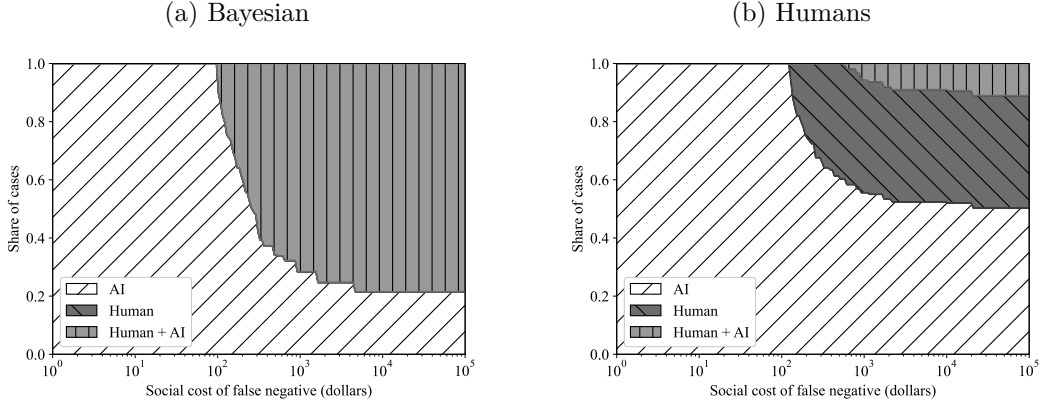 (a) Bayesian
(b) Humans
1.0
0.8
0.6
0.4
0.2
0.0
Share of cases
AI
Human
Human + AI
10^0
10^1
10^2
10^3
10^4
10^5
Social cost of false negative (dollars)
1.0
0.8
0.6
0.4
0.2
0.0
Share of cases
AI
Human
Human + AI
10^0
10^1
10^2
10^3
10^4
10^5
Social cost of false negative (dollars)